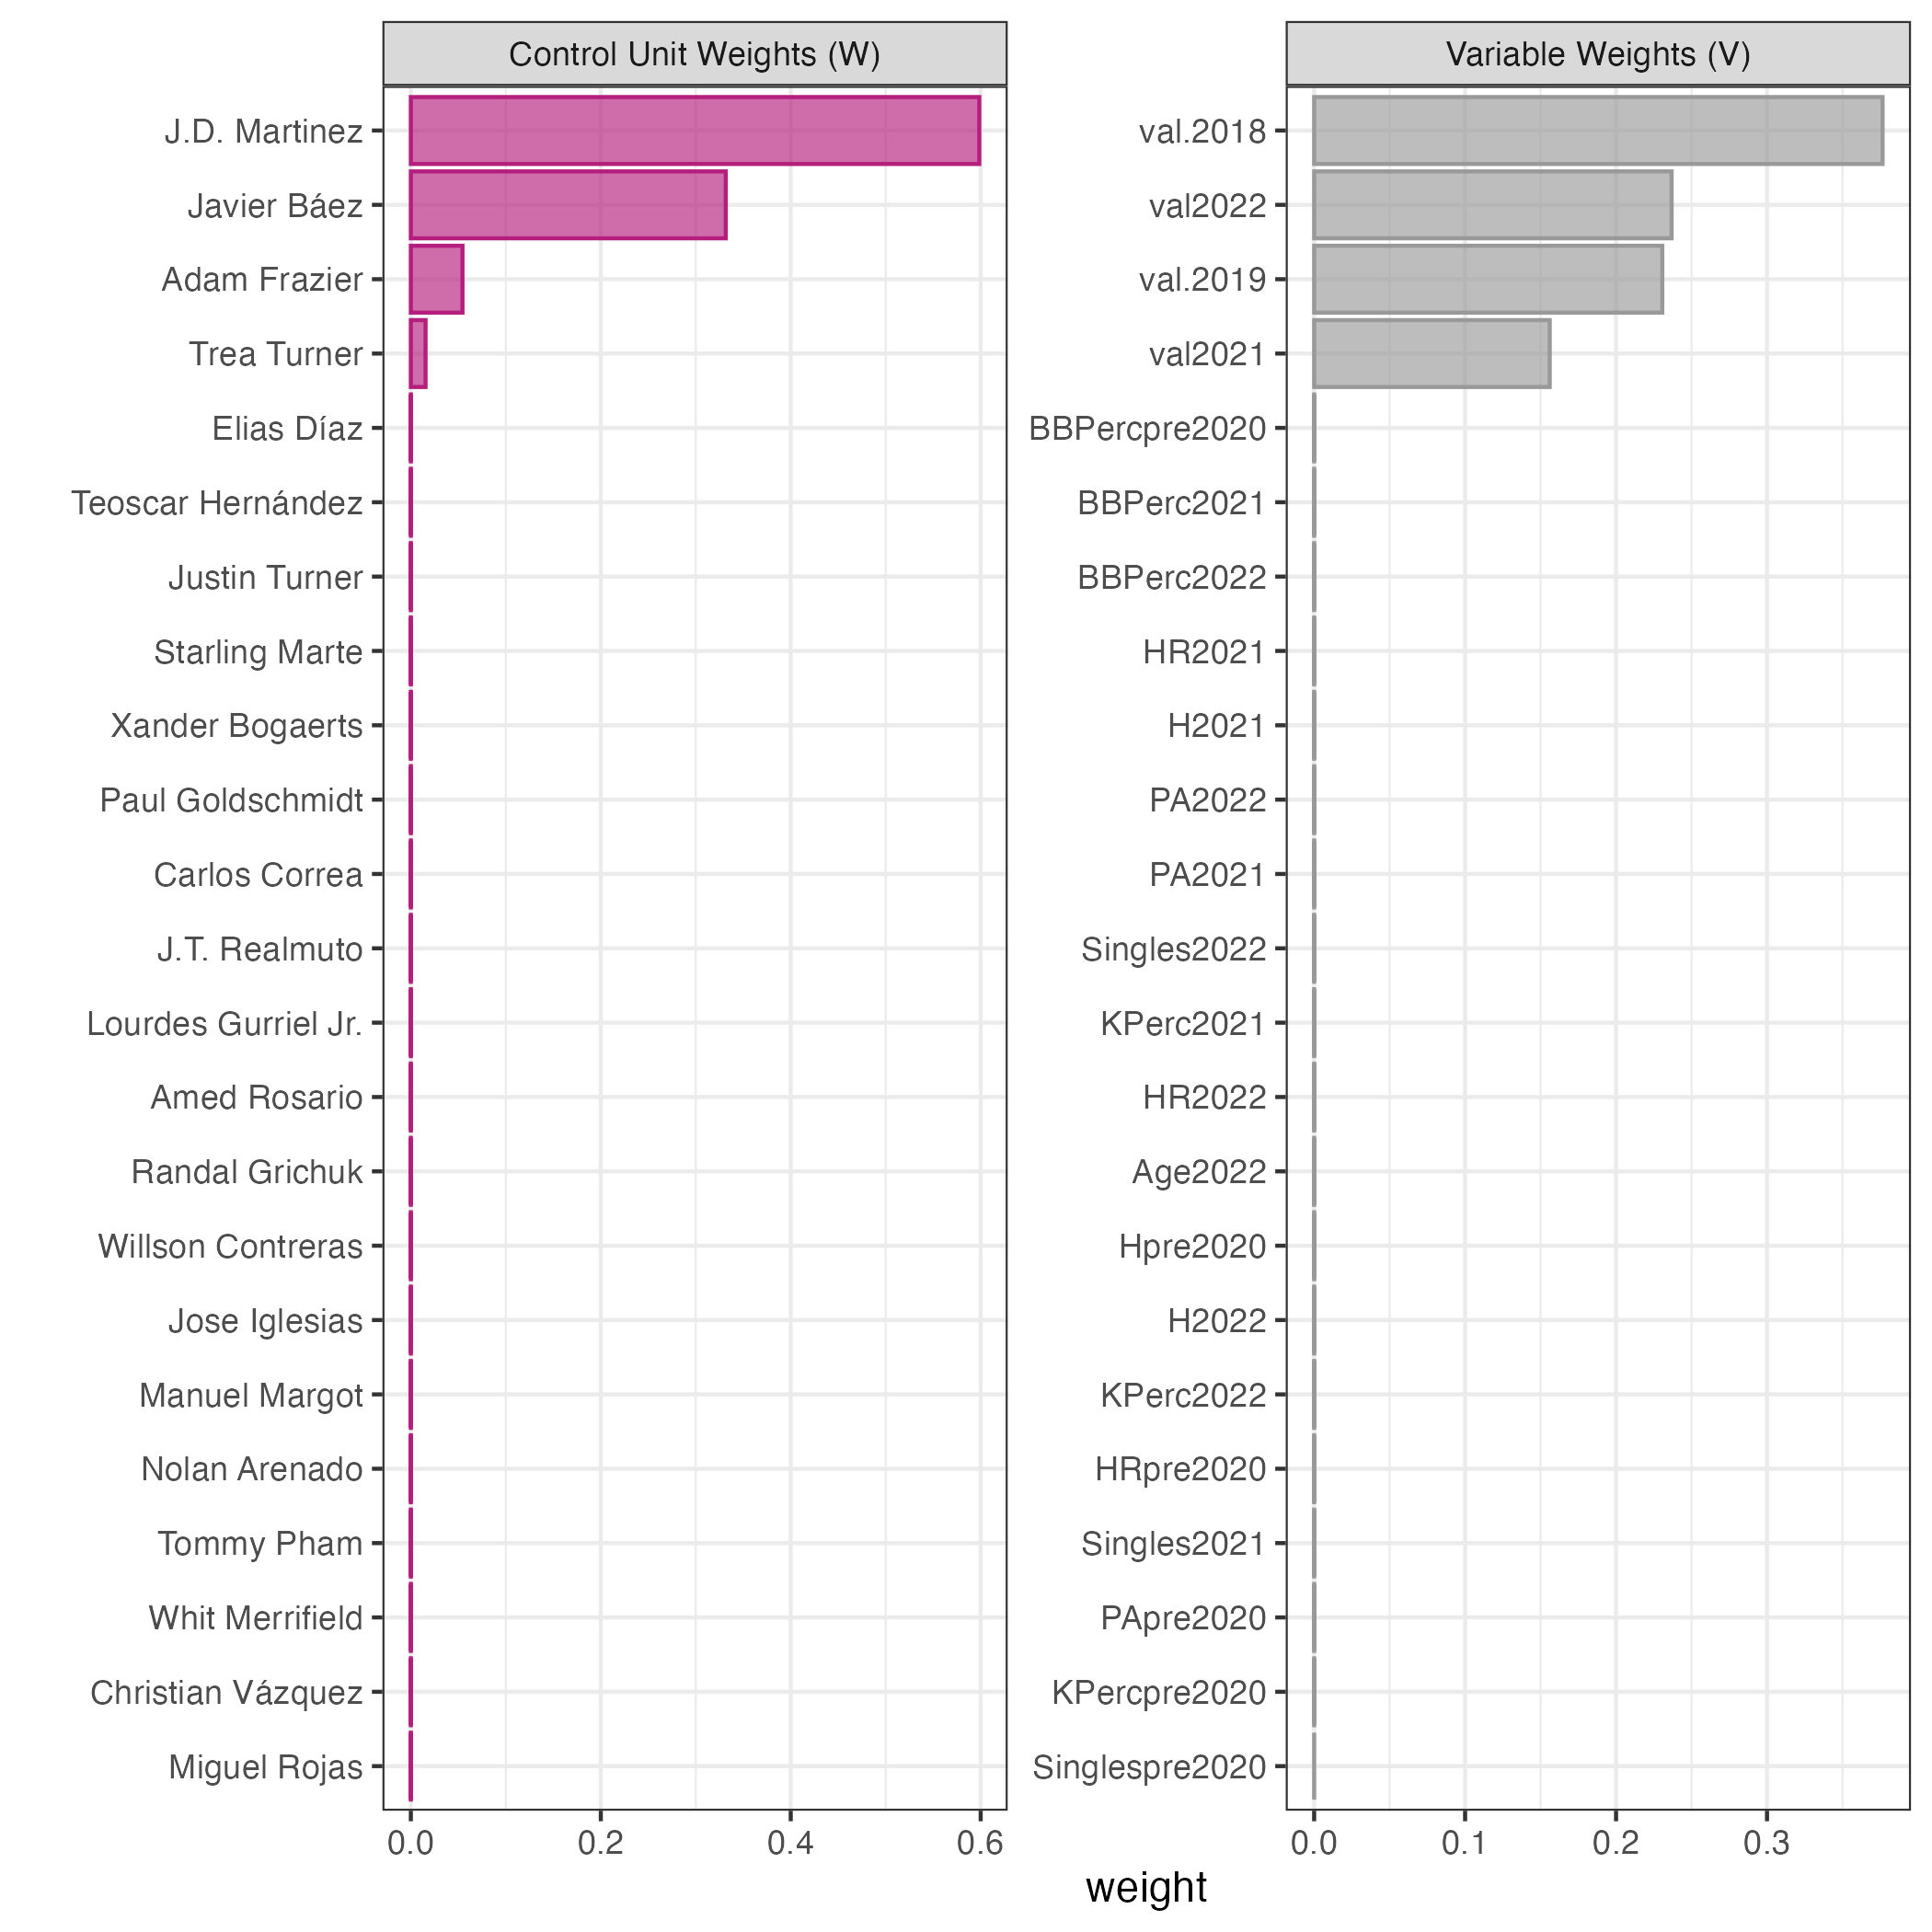 Control Unit Weights (W)
J.D. Martinez
Javier Báez
Adam Frazier
Trea Turner
Elias Díaz
Teoscar Hernández
Justin Turner
Starling Marte
Xander Bogaerts
Paul Goldschmidt
Carlos Correa
J.T. Realmuto
Lourdes Gurriel Jr.
Amed Rosario
Randal Grichuk
Willson Contreras
Jose Iglesias
Manuel Margot
Nolan Arenado
Tommy Pham
Whit Merrifield
Christian Vázquez
Miguel Rojas
0.0 0.2 0.4 0.6
Variable Weights (V)
val.2018
val2022
val.2019
val2021
BBPercpre2020
BBPerc2021
BBPerc2022
HR2021
H2021
PA2022
PA2021
Singles2022
KPerc2021
HR2022
Age2022
Hpre2020
H2022
KPerc2022
HRpre2020
Singles2021
PApre2020
KPercpre2020
Singlespre2020
0.0 0.1 0.2 0.3
weight